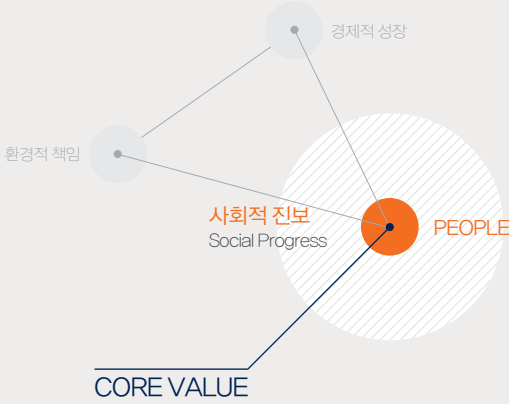 경제적 성장
환경적 책임
사회적 진보
Social Progress
PEOPLE
CORE VALUE